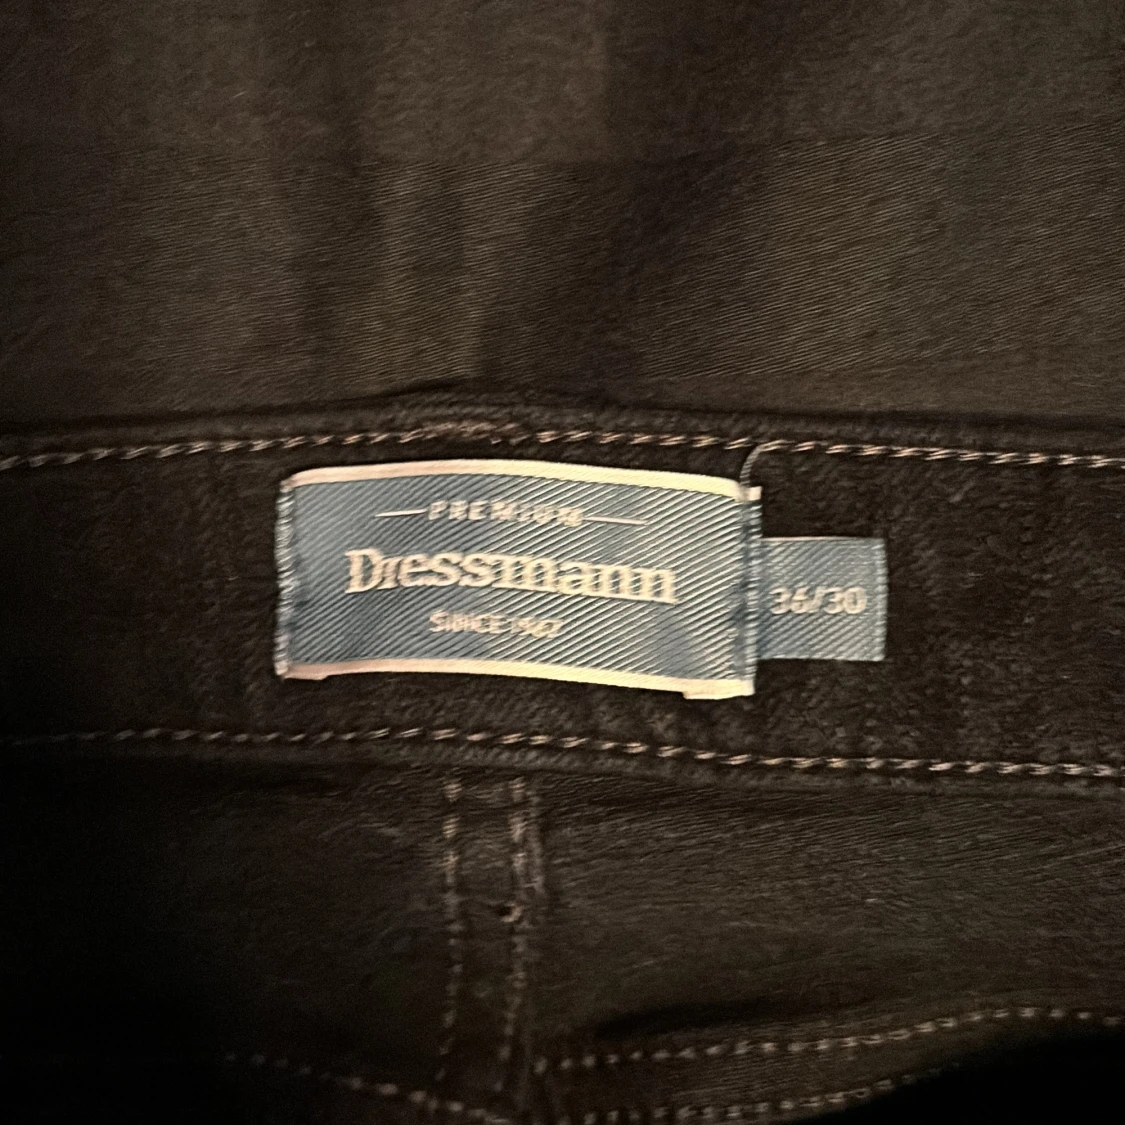 PREMIUM
Dressmann
SINCE 1967
36/30